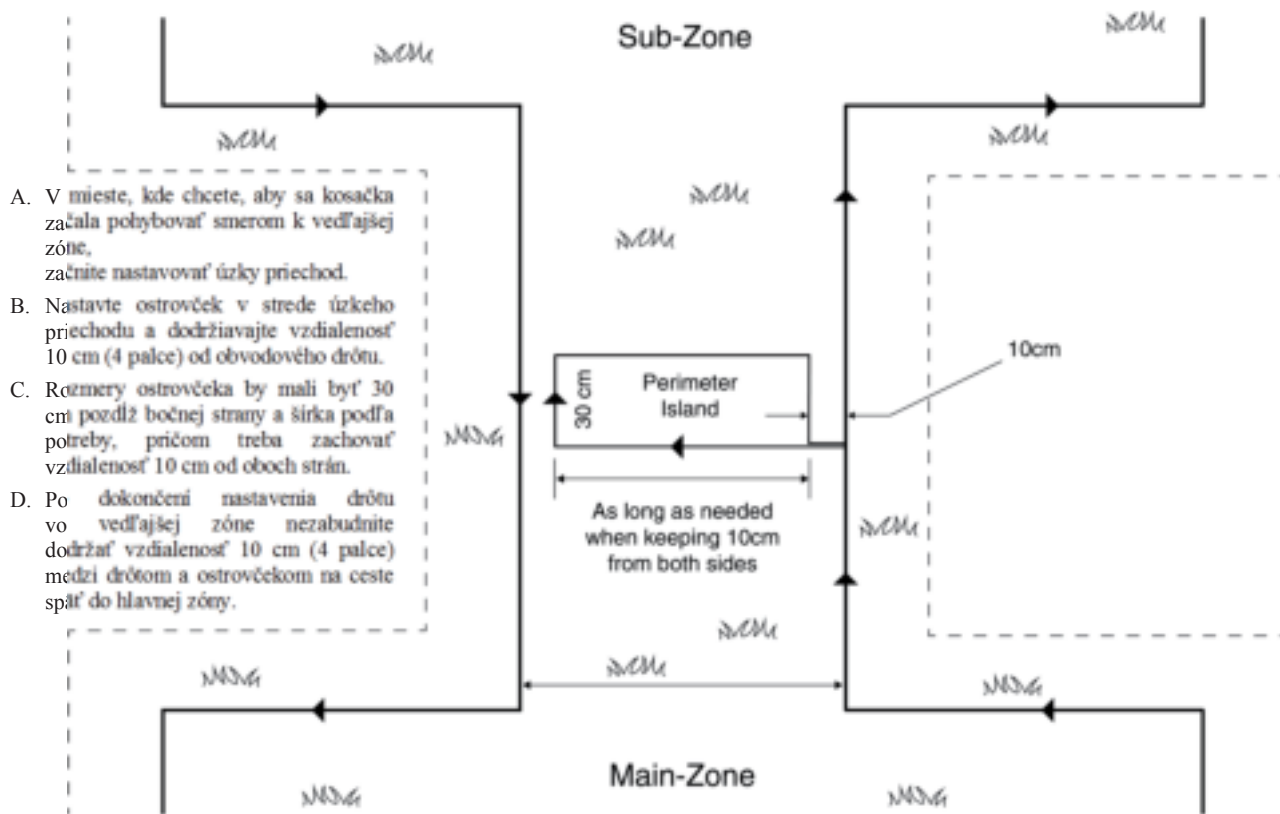 Sub-Zone
A. V mieste, kde chcete, aby sa kosačka
začala pohybovať smerom k vedľajšej
zóne,
začnite nastavovať úzky priechod.
B. Nastavte ostrovček v strede úzkeho
priechodu a dodržiavajte vzdialenosť
10 cm (4 palce) od obvodového drôtu.
C. Rozmery ostrovčeka by mali byť 30
cm pozdĺž bočnej strany a šírka podľa
potreby, pričom treba zachovať
vzdialenosť 10 cm od oboch strán.
D. Po dokončení nastavenia drôtu
vo vedľajšej zóne nezabudnite
dodržať vzdialenosť 10 cm (4 palce)
medzi drôtom a ostrovčekom na ceste
späť do hlavnej zóny.
30 cm
Perimeter
Island
10cm
As long as needed
when keeping 10cm
from both sides
Main-Zone